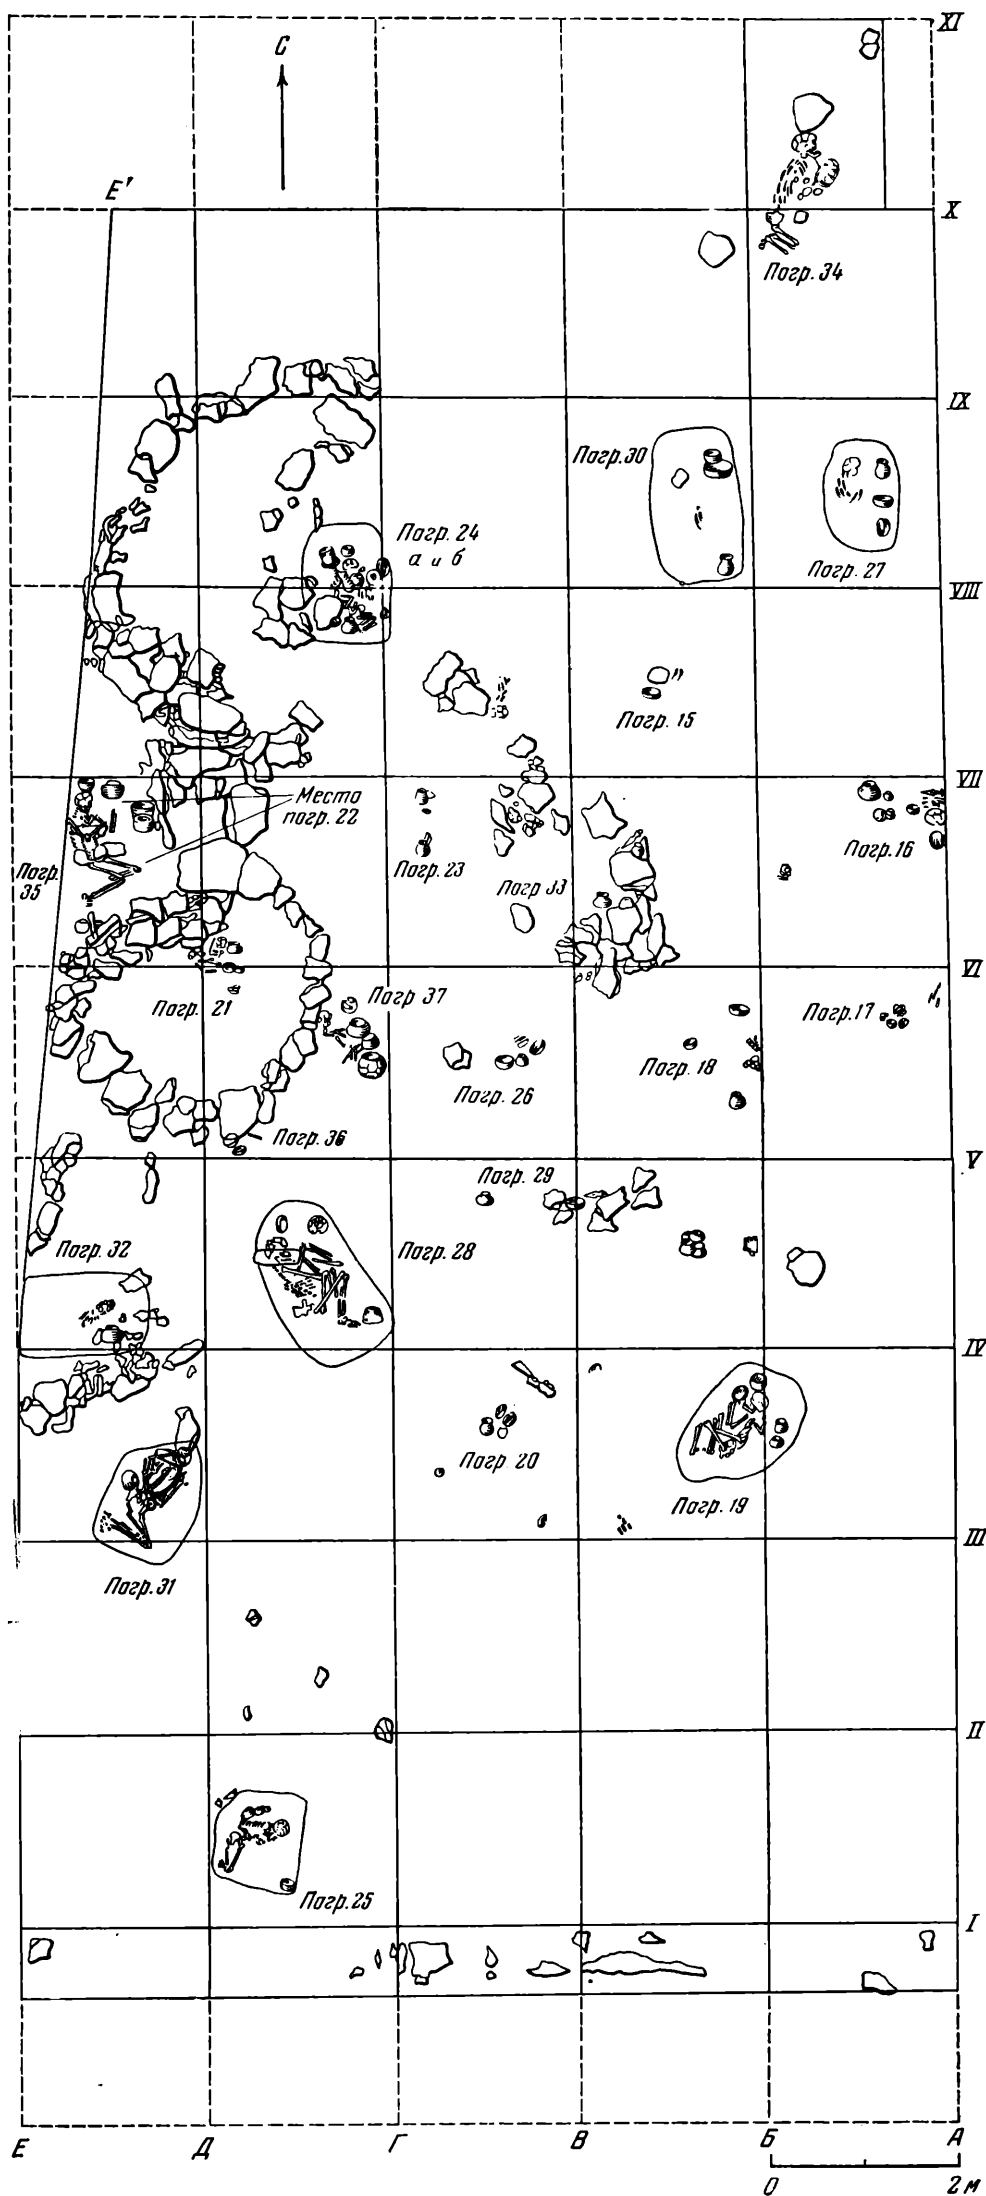 XI
С
Е'
X
Погр. 34
IX
Погр. 30
Погр. 24
а и б
Погр. 27
VIII
Погр. 15
VII
Место
погр. 22
Погр.
35
Погр. 23
Погр. 16
Погр 33
VI
Погр. 21
Погр 37
Погр. 17
Погр. 18
Погр. 26
Погр. 36
V
Погр. 29
Погр. 32
Погр. 28
IV
Погр. 20
Погр. 19
III
Погр. 31
II
Погр. 25
I
Е Д Г В Б А
0 2 м